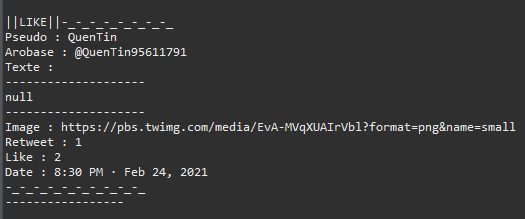 ||LIKE||-_-_-_-_-_-_-_-_
Pseudo : QuenTin
Arobase : @QuenTin95611791
Texte :
--------------------
null
--------------------
Image : https://pbs.twimg.com/media/EvA-MVqXUAIrVbl?format=png&name=small
Retweet : 1
Like : 2
Date : 8:30 PM · Feb 24, 2021
-_-_-_-_-_-_-_-_-_-_
-----------------